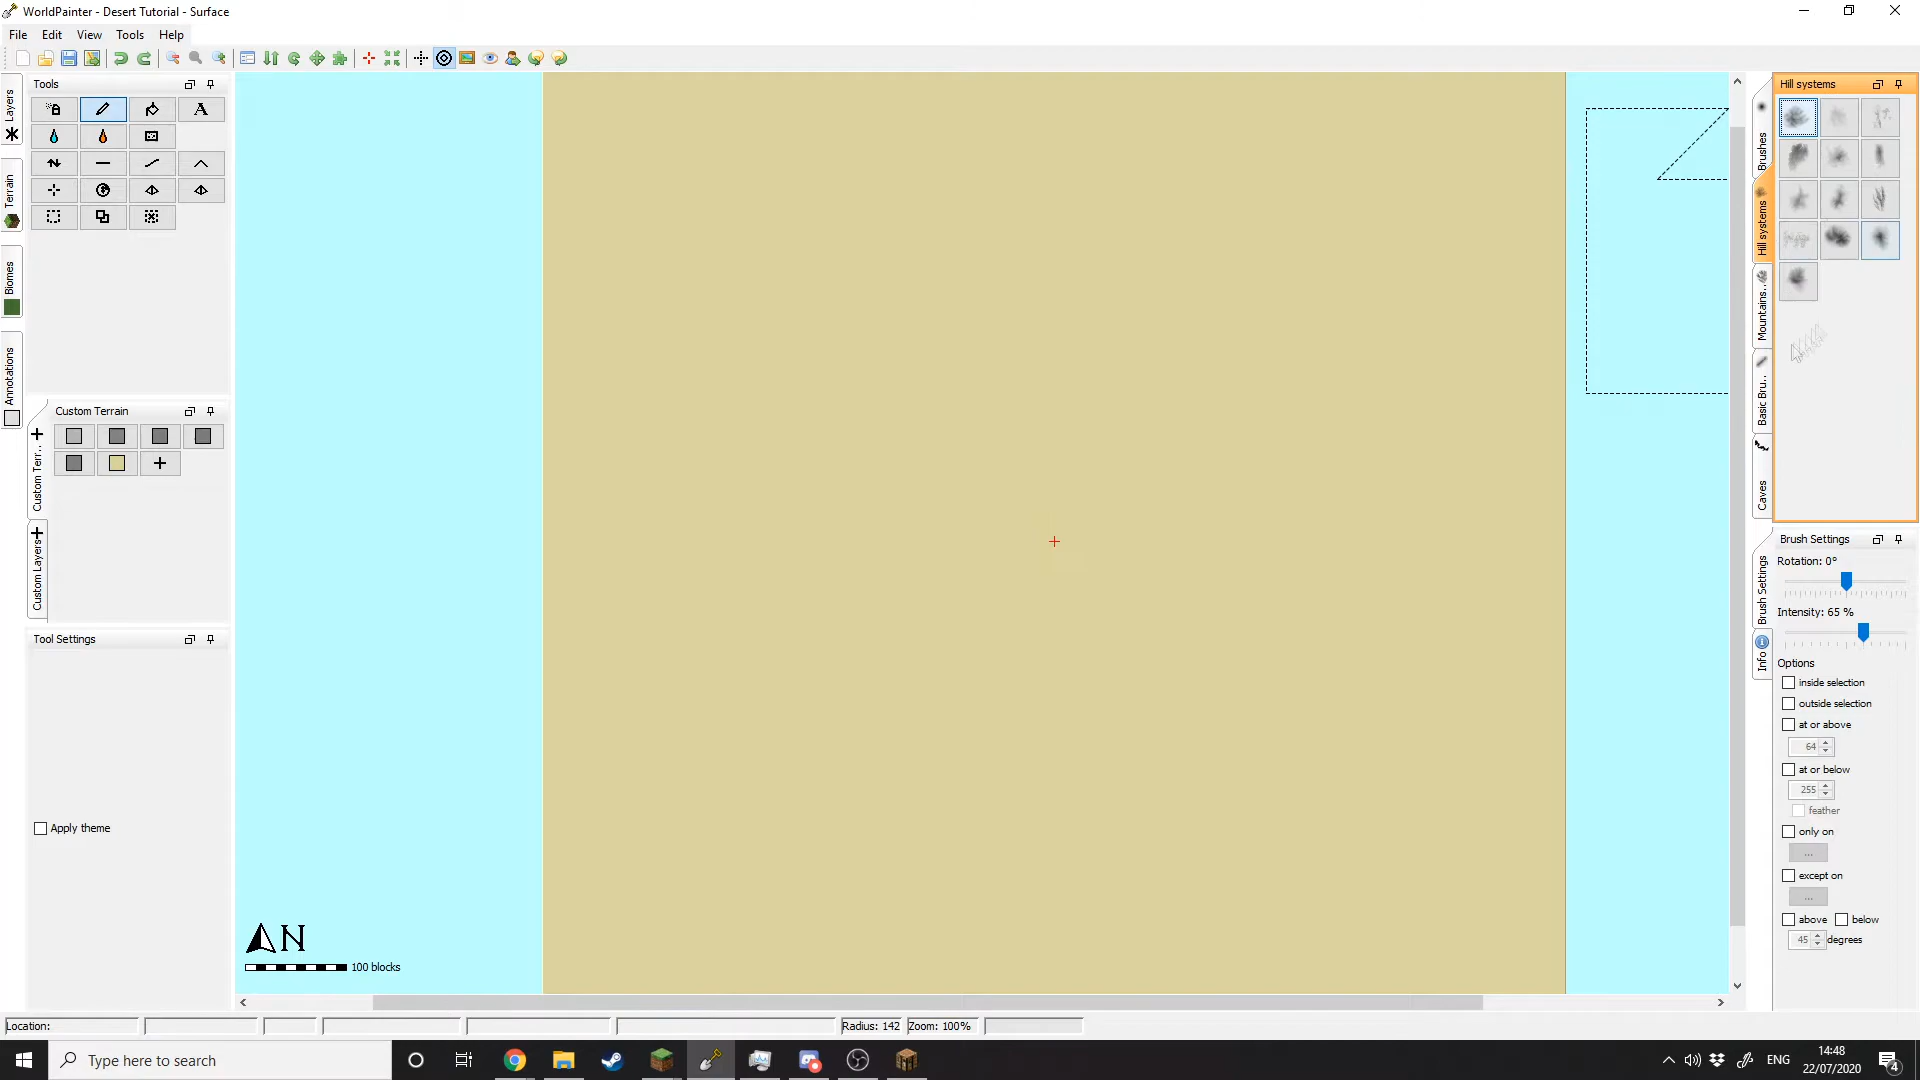 WorldPainter - Desert Tutorial - Surface
File Edit View Tools Help
Layers
Terrain
Biomes
Annotations
Tools
A
Custom Terrain
Custom Terr..
Custom Layers
Tool Settings
Apply theme
N
100 blocks
Brushes
Hill systems
Mountains..
Basic Bru..
Caves
Hill systems
Brush Settings
Info
Brush Settings
Rotation: 0°
Intensity: 65 %
Options
inside selection
outside selection
at or above
64
at or below
255
feather
only on
...
except on
...
above below
45 degrees
Location:
Radius: 142 Zoom: 100%
Type here to search
ENG
14:48
22/07/2020
4